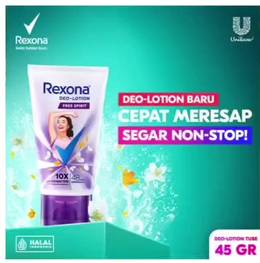 Rexona
Unilever
Rexona
DEO-LOTION
FREE SPIRIT
10X
DEO-LOTION BARU
CEPAT MERESAP
SEGAR NON-STOP!
HALAL
INDONESIA
DEO-LOTION TUBE
45 GR